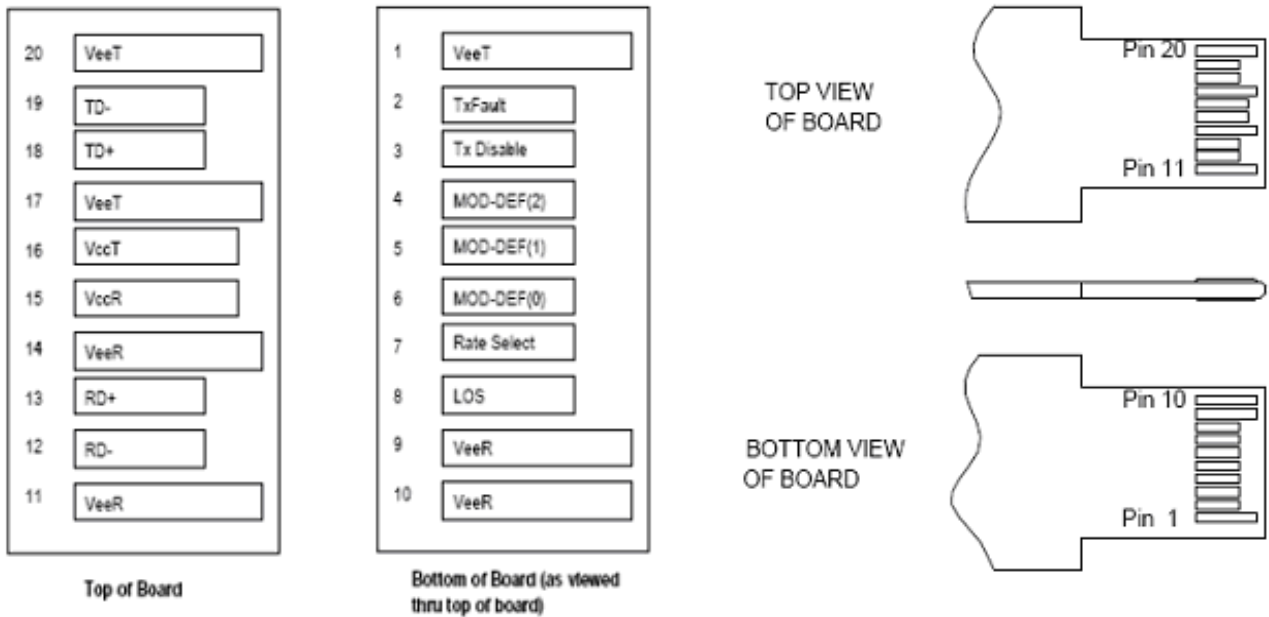 20 VeeT
19 TD-
18 TD+
17 VeeT
16 VccT
15 VccR
14 VeeR
13 RD+
12 RD-
11 VeeR
Top of Board
1 VeeT
2 TxFault
3 Tx Disable
4 MOD-DEF(2)
5 MOD-DEF(1)
6 MOD-DEF(0)
7 Rate Select
8 LOS
9 VeeR
10 VeeR
Bottom of Board (as viewed
thru top of board)
TOP VIEW
OF BOARD
Pin 20
Pin 11
BOTTOM VIEW
OF BOARD
Pin 10
Pin 1